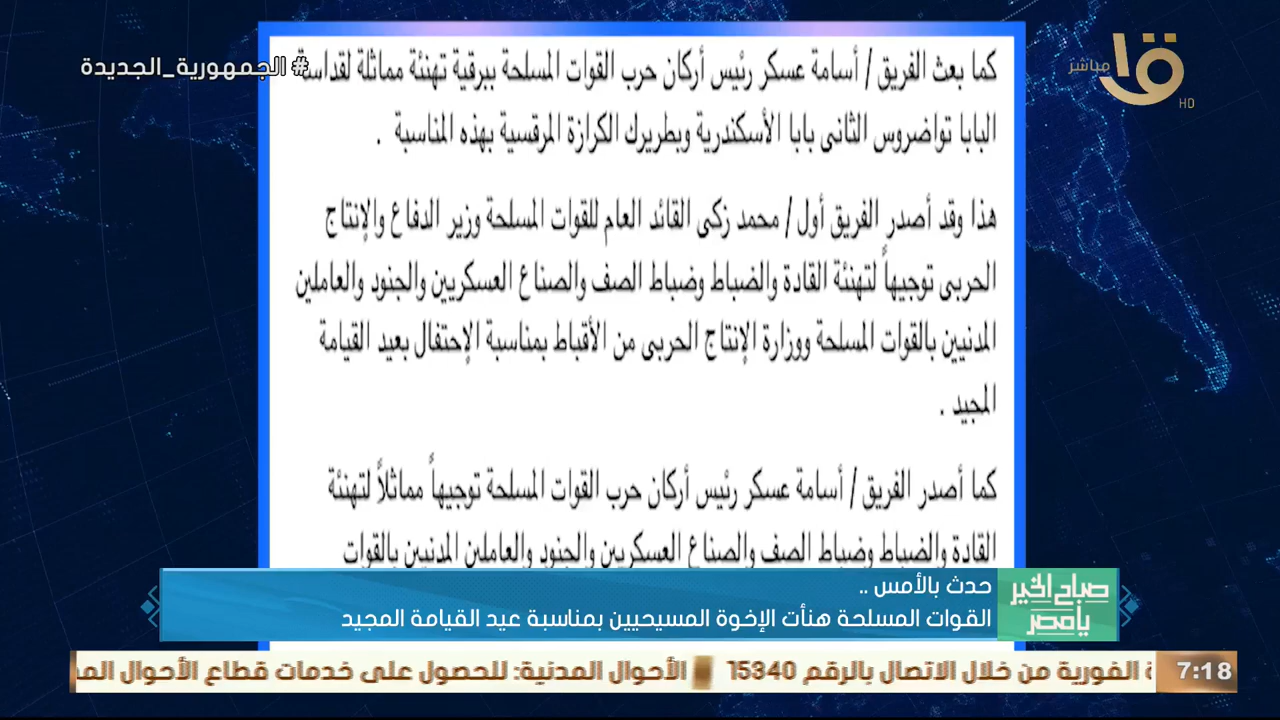 #الجمهورية_الجديدة
مباشر
HD
كما بعث الفريق / أسامة عسكر رئيس أركان حرب القوات المسلحة ببرقية تهنئة مماثلة لقداسة
البابا تواضروس الثانى بابا الأسكندرية وبطريرك الكرازة المرقسية بهذه المناسبة .
هذا وقد أصدر الفريق أول / محمد زكى القائد العام للقوات المسلحة وزير الدفاع والإنتاج
الحربى توجيهاً لتهنئة القادة والضباط وضباط الصف والصناع العسكريين والجنود والعاملين
المدنيين بالقوات المسلحة ووزارة الإنتاج الحربى من الأقباط بمناسبة الإحتفال بعيد القيامة
المجيد .
كما أصدر الفريق / أسامة عسكر رئيس أركان حرب القوات المسلحة توجيهاً مماثلاً لتهنئة
القادة والضباط وضباط الصف والصناع العسكريين والجنود والعاملين المدنيين بالقوات
صباح الخير
يا مصر
حدث بالأمس ..
القوات المسلحة هنأت الإخوة المسيحيين بمناسبة عيد القيامة المجيد
7:18
ة الفورية من خلال الاتصال بالرقم 15340 الأحوال المدنية: للحصول على خدمات قطاع الأحوال المد